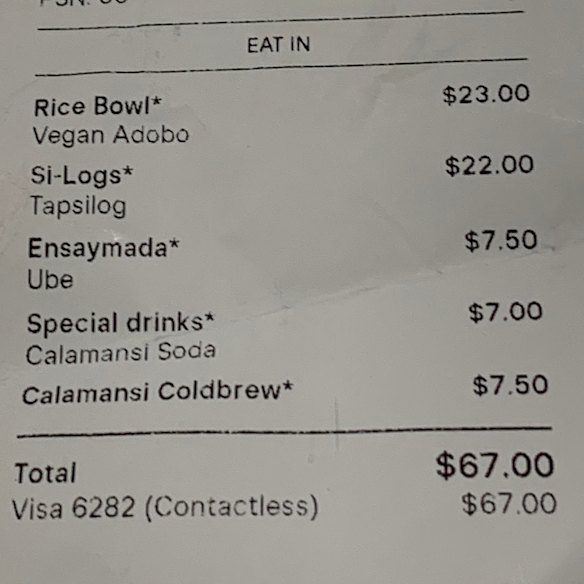 EAT IN
Rice Bowl* $23.00
Vegan Adobo
Si-Logs* $22.00
Tapsilog
Ensaymada* $7.50
Ube
Special drinks* $7.00
Calamansi Soda
Calamansi Coldbrew* $7.50
Total $67.00
Visa 6282 (Contactless) $67.00